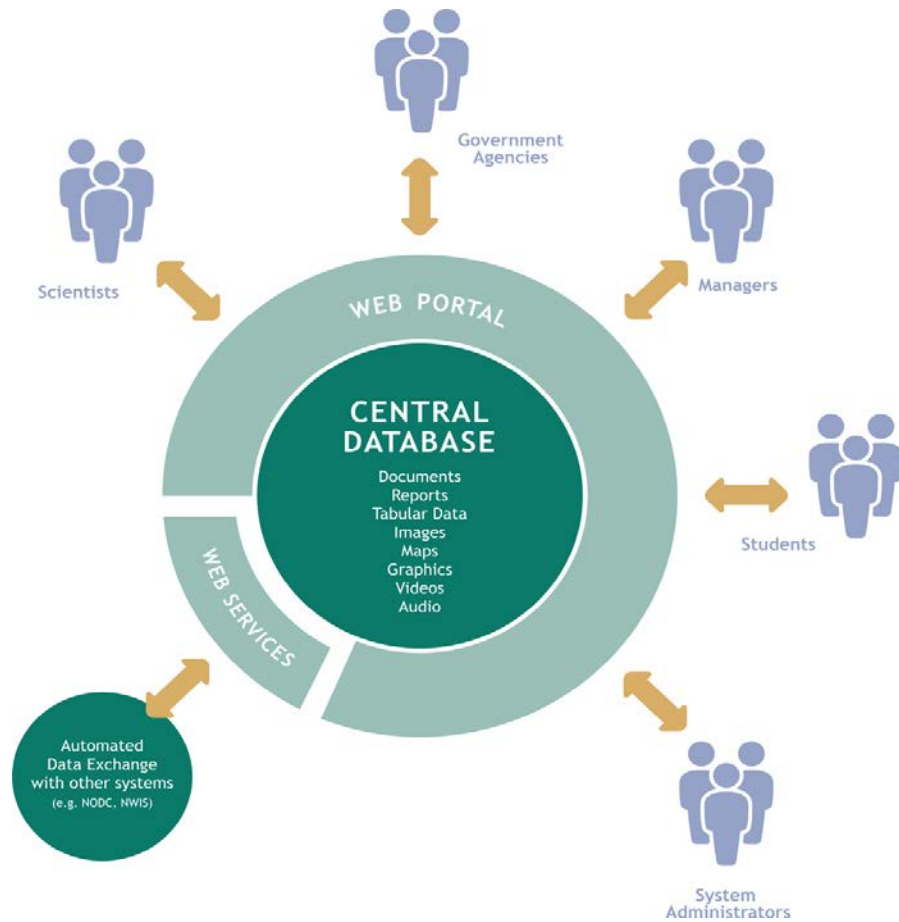 Government
Agencies
Scientists
Managers
WEB PORTAL
CENTRAL
DATABASE
Documents
Reports
Tabular Data
Images
Maps
Graphics
Videos
Audio
Students
WEB SERVICES
Automated
Data Exchange
with other systems
(e.g. NODC, NWIS)
System
Administrators